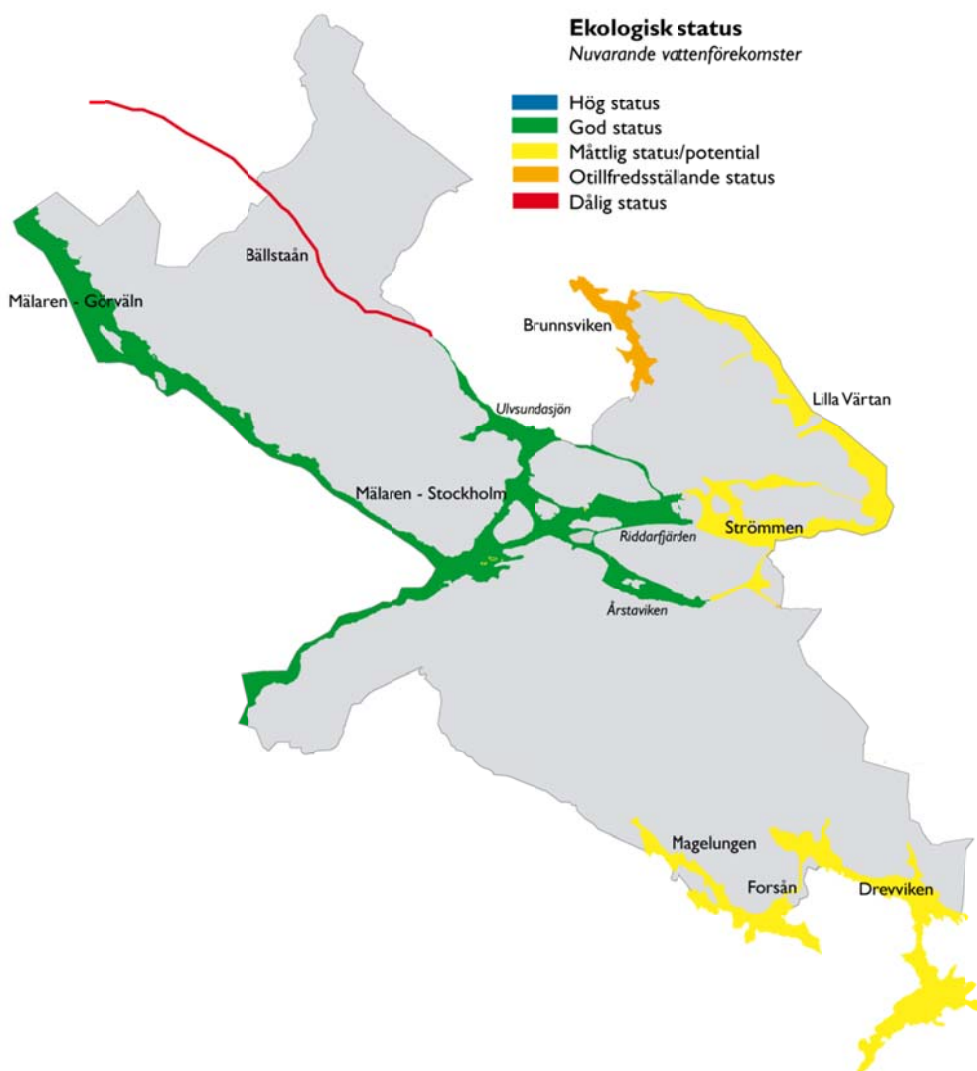 Ekologisk status
Nuvarande vattenförekomster
Hög status
God status
Måttlig status/potential
Otillfredsställande status
Dålig status
Bällstaån
Mälaren - Görväln
Brunnsviken
Lilla Värtan
Ulvsundasjön
Mälaren - Stockholm
Strömmen
Riddarfjärden
Årstaviken
Magelungen
Forsån
Drevviken